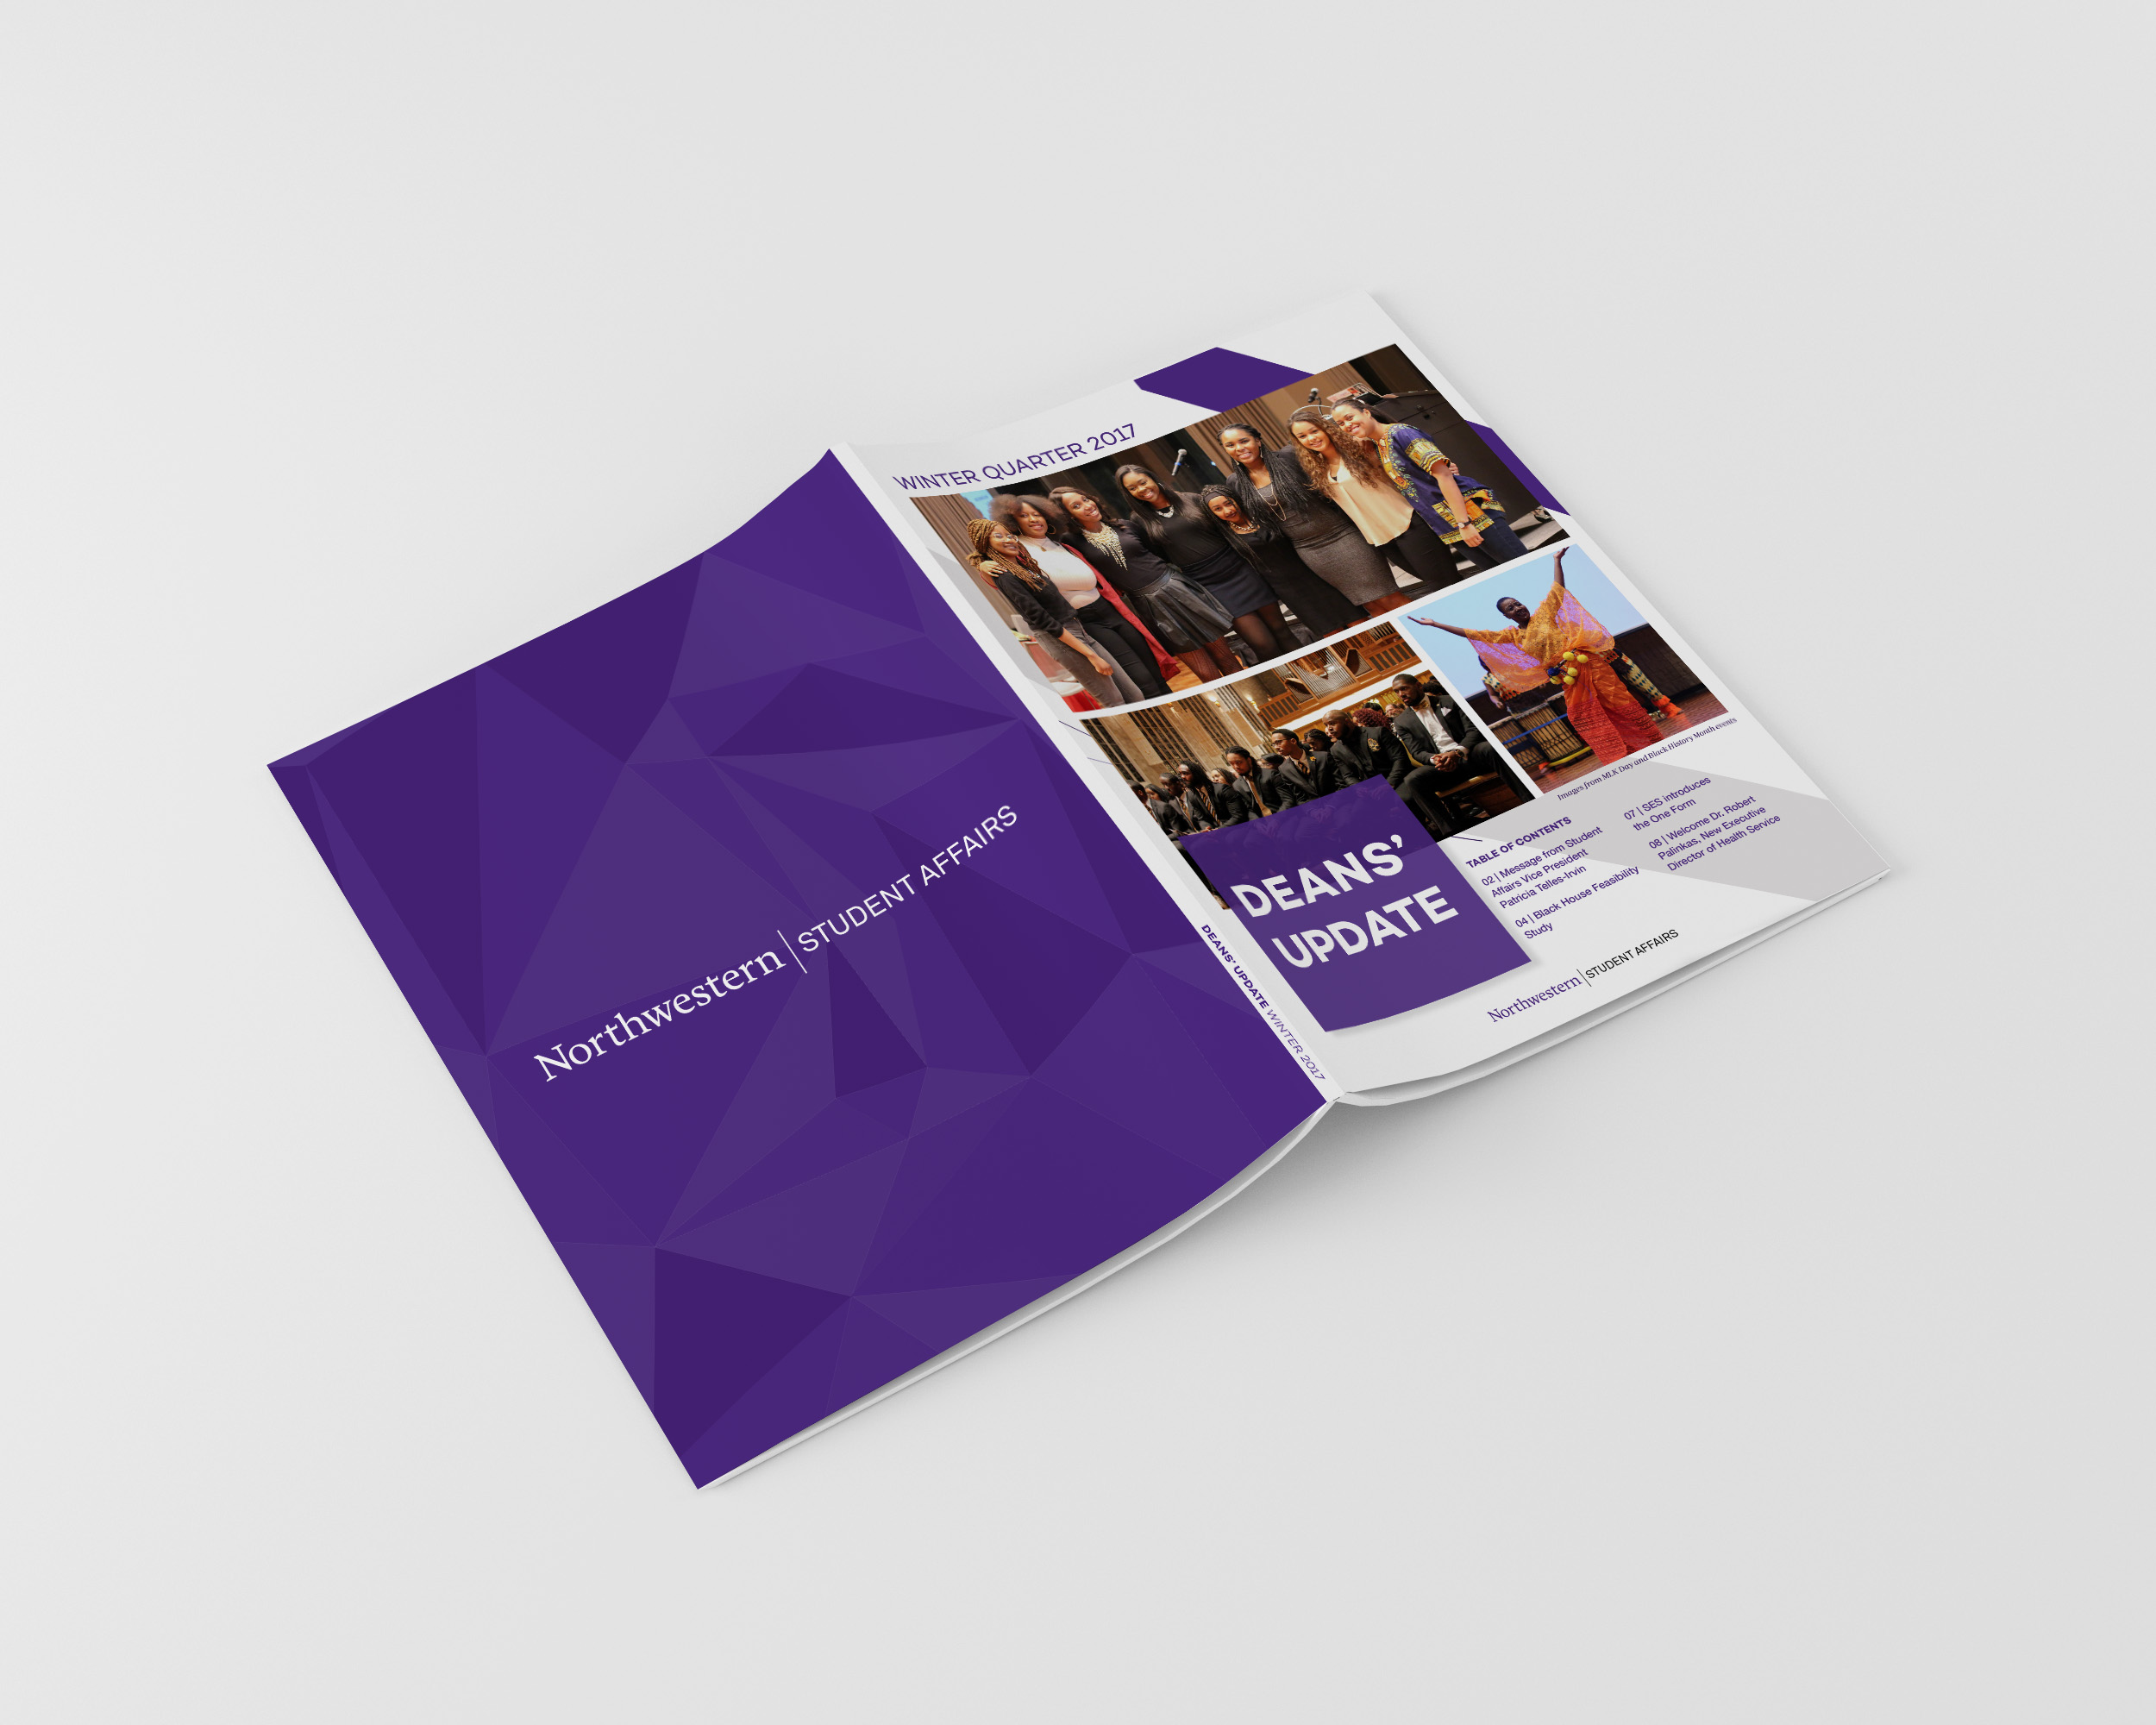 Northwestern | STUDENT AFFAIRS
DEANS' UPDATE WINTER 2017
WINTER QUARTER 2017
Images from MLK Day and Black History Month events
DEANS'
UPDATE
TABLE OF CONTENTS
02 | Message from Student
Affairs Vice President
Patricia Telles-Irvin
04 | Black House Feasibility
Study
07 | SES introduces
the One Form
08 | Welcome Dr. Robert
Palinkas, New Executive
Director of Health Service
Northwestern | STUDENT AFFAIRS